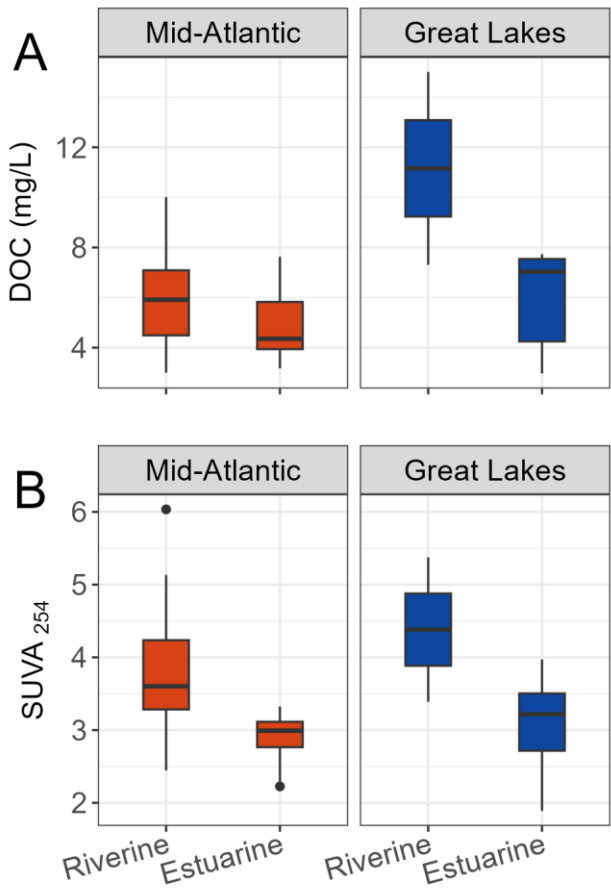 A
Mid-Atlantic Great Lakes
DOC (mg/L)
12
8
4
B
Mid-Atlantic Great Lakes
SUVA 254
6
5
4
3
2
Riverine Estuarine Riverine Estuarine